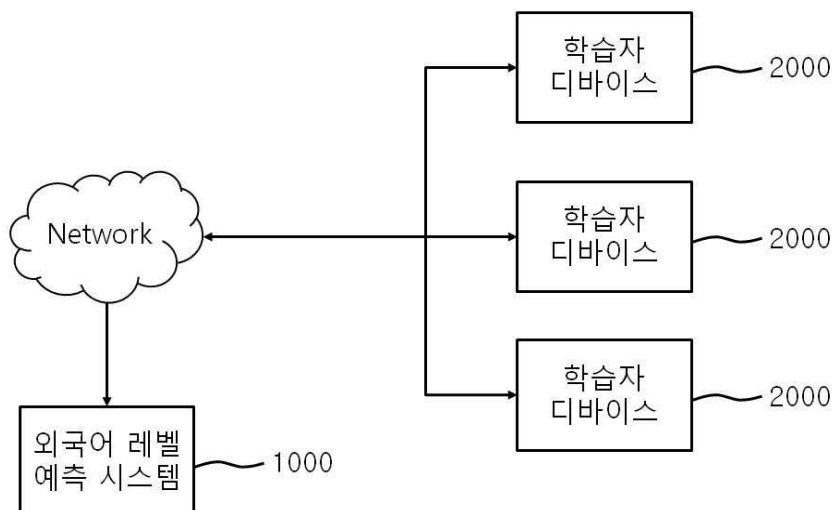 학습자
디바이스
2000
Network
학습자
디바이스
2000
학습자
디바이스
2000
외국어 레벨
예측 시스템
1000